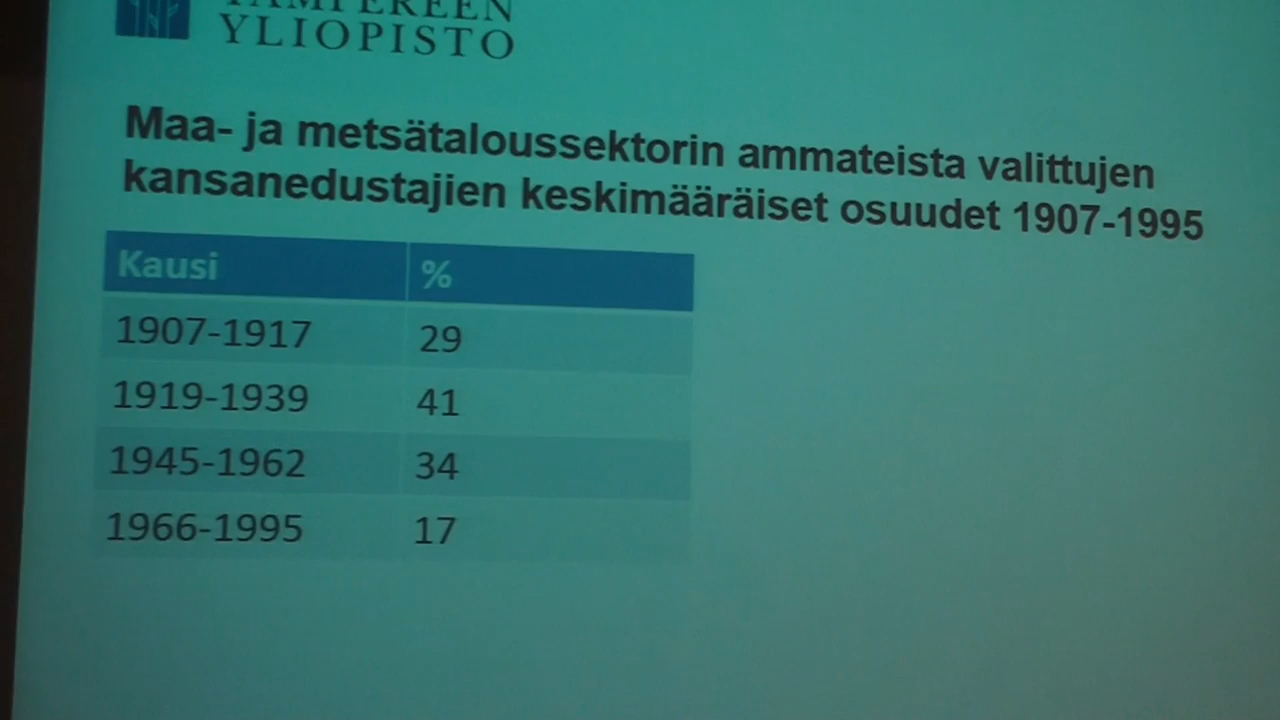 TAMPEREEN
YLIOPISTO
Maa- ja metsätaloussektorin ammateista valittujen
kansanedustajien keskimääräiset osuudet 1907-1995
Kausi %
1907-1917 29
1919-1939 41
1945-1962 34
1966-1995 17